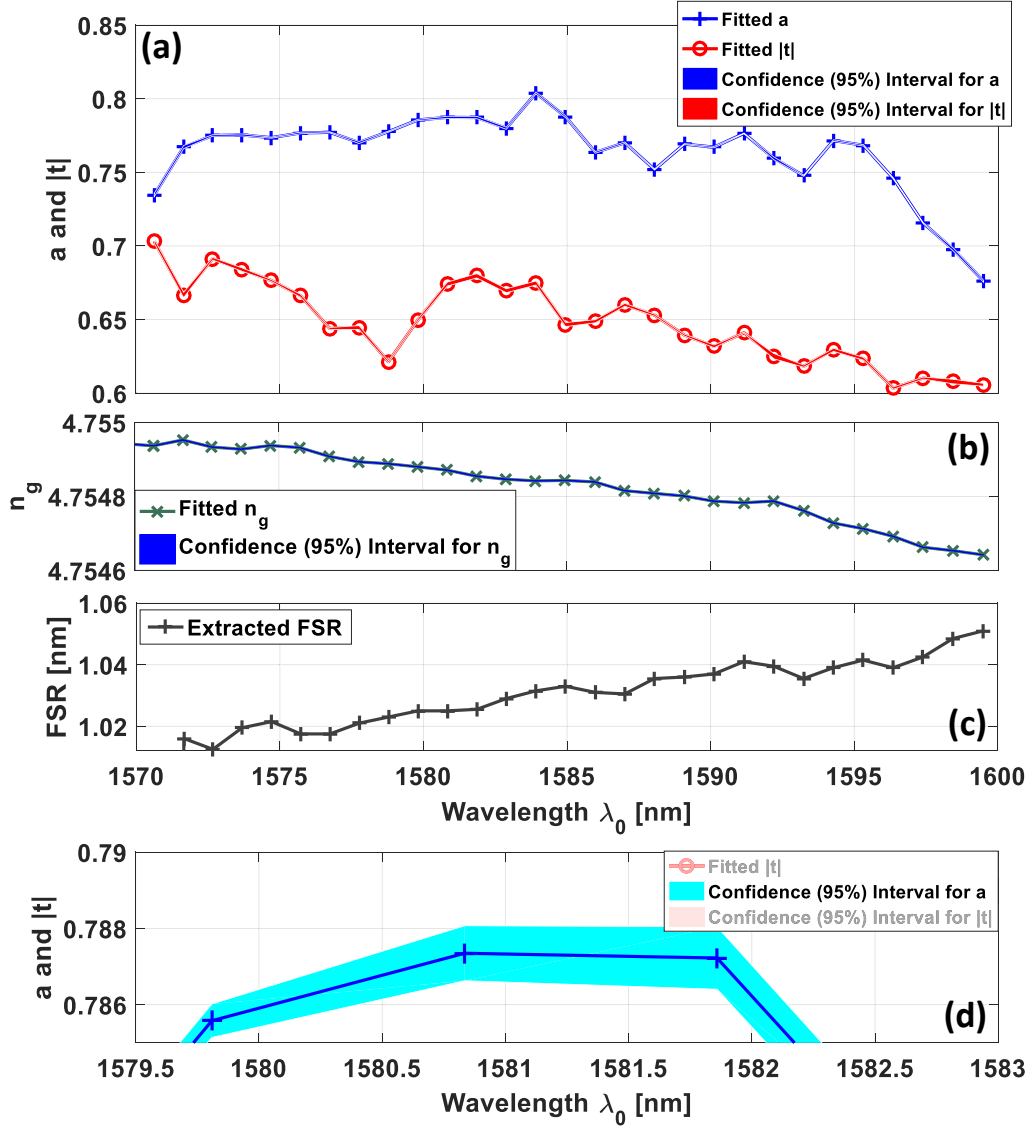 0.85
(a)
Fitted a
Fitted |t|
Confidence (95%) Interval for a
Confidence (95%) Interval for |t|
0.8
0.75
0.7
0.65
0.6
a and |t|
4.755
(b)
n_g
4.7548
Fitted n_g
Confidence (95%) Interval for n_g
4.7546
1.06
Extracted FSR
1.04
FSR [nm]
1.02
(c)
1570 1575 1580 1585 1590 1595 1600
Wavelength λ_0 [nm]
0.79
Fitted |t|
Confidence (95%) Interval for a
Confidence (95%) Interval for |t|
0.788
a and |t|
0.786
(d)
1579.5 1580 1580.5 1581 1581.5 1582 1582.5 1583
Wavelength λ_0 [nm]